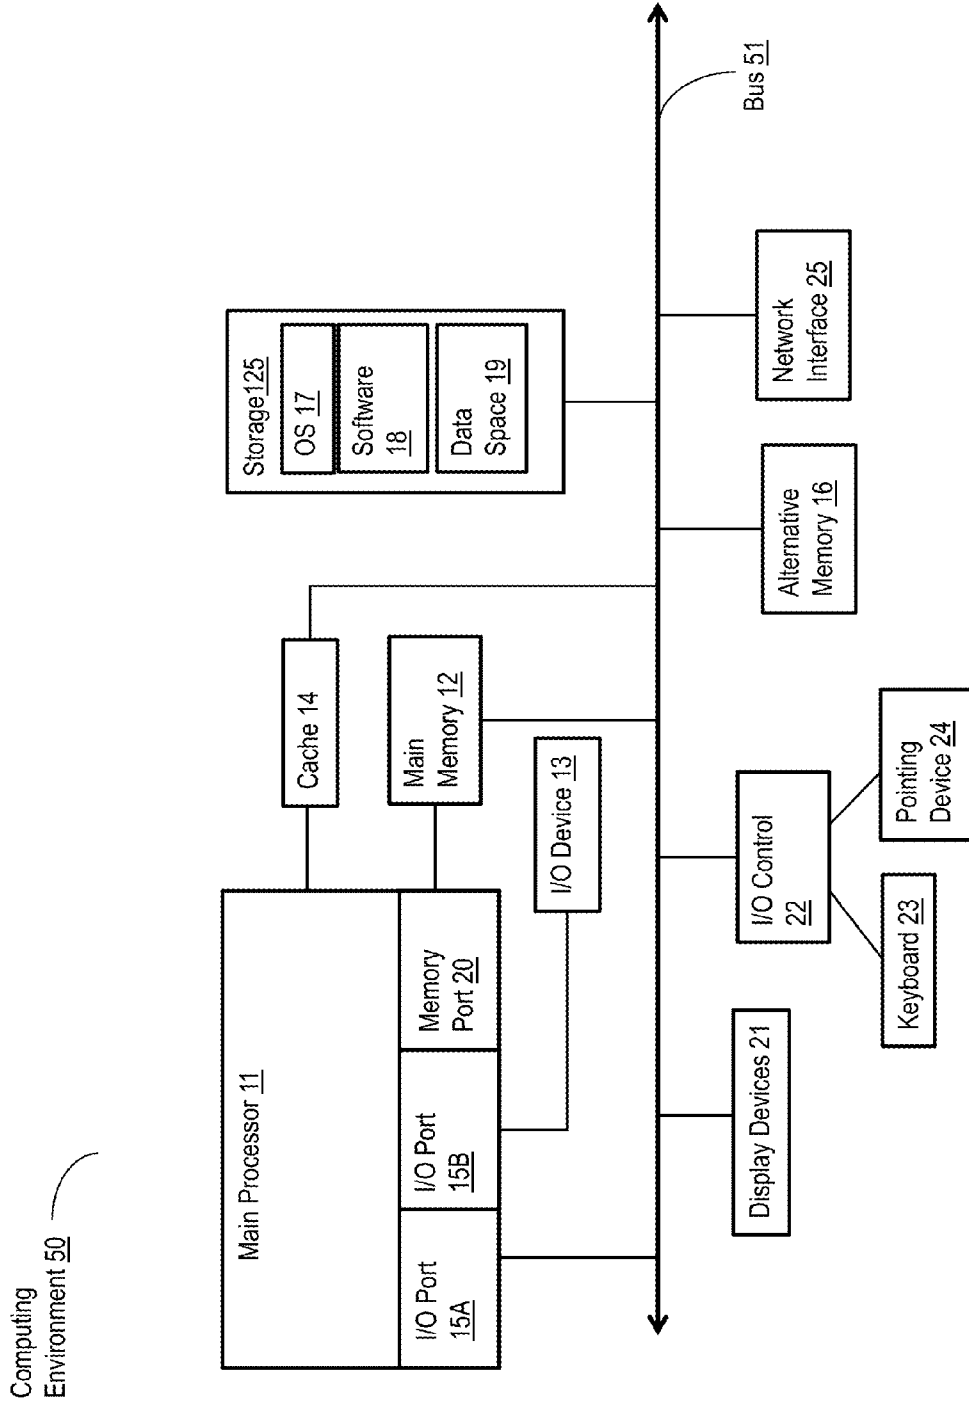 Computing
Environment 50
Main Processor 11
I/O Port
15A
I/O Port
15B
Memory
Port 20
Cache 14
Main
Memory 12
I/O Device 13
Storage125
OS 17
Software
18
Data
Space 19
Bus 51
Display Devices 21
I/O Control
22
Keyboard 23
Pointing
Device 24
Alternative
Memory 16
Network
Interface 25